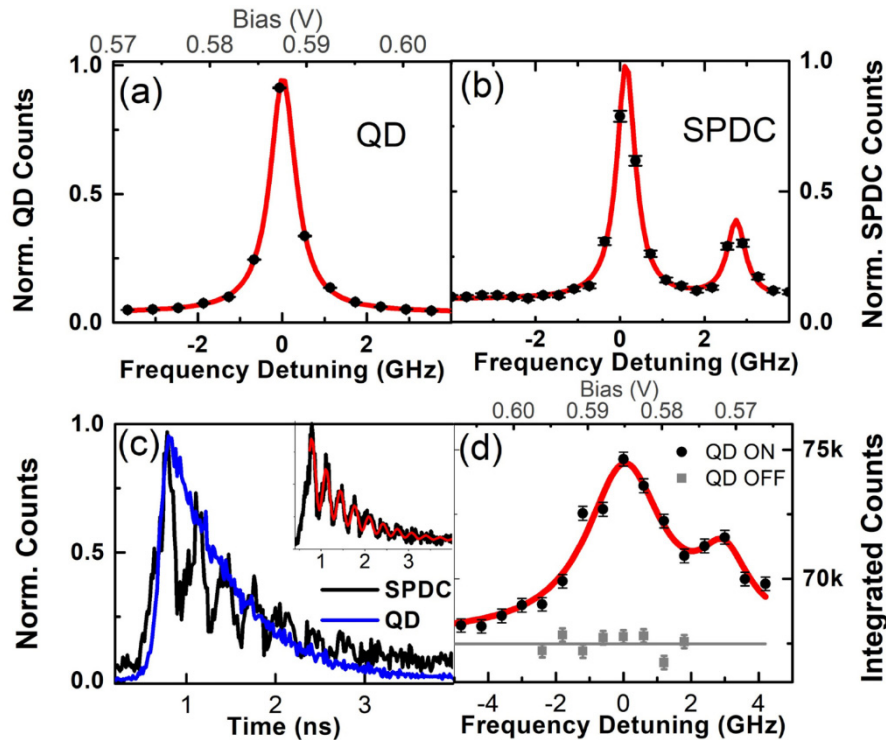 Bias (V)
0.57 0.58 0.59 0.60
(a)
QD
Norm. QD Counts
1.0
0.5
0.0
-2 0 2
Frequency Detuning (GHz)
(b)
SPDC
Norm. SPDC Counts
1.0
0.5
0.0
-2 0 2
Frequency Detuning (GHz)
(c)
Norm. Counts
1.0
0.5
0.0
1 2 3
SPDC
QD
1 2 3
Time (ns)
Bias (V)
0.60 0.59 0.58 0.57
(d)
QD ON
QD OFF
75k
70k
Integrated Counts
-4 -2 0 2 4
Frequency Detuning (GHz)